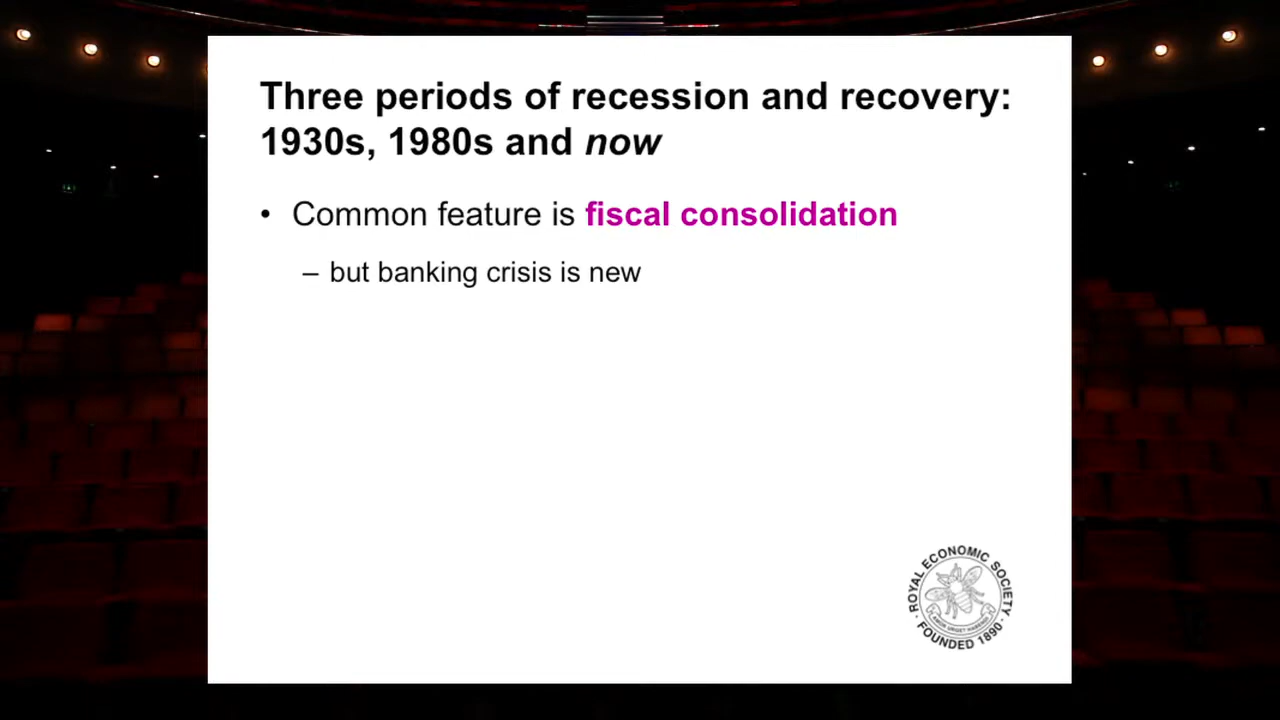 Three periods of recession and recovery:
1930s, 1980s and now
• Common feature is fiscal consolidation
– but banking crisis is new
ROYAL ECONOMIC SOCIETY
· FOUNDED 1890 ·